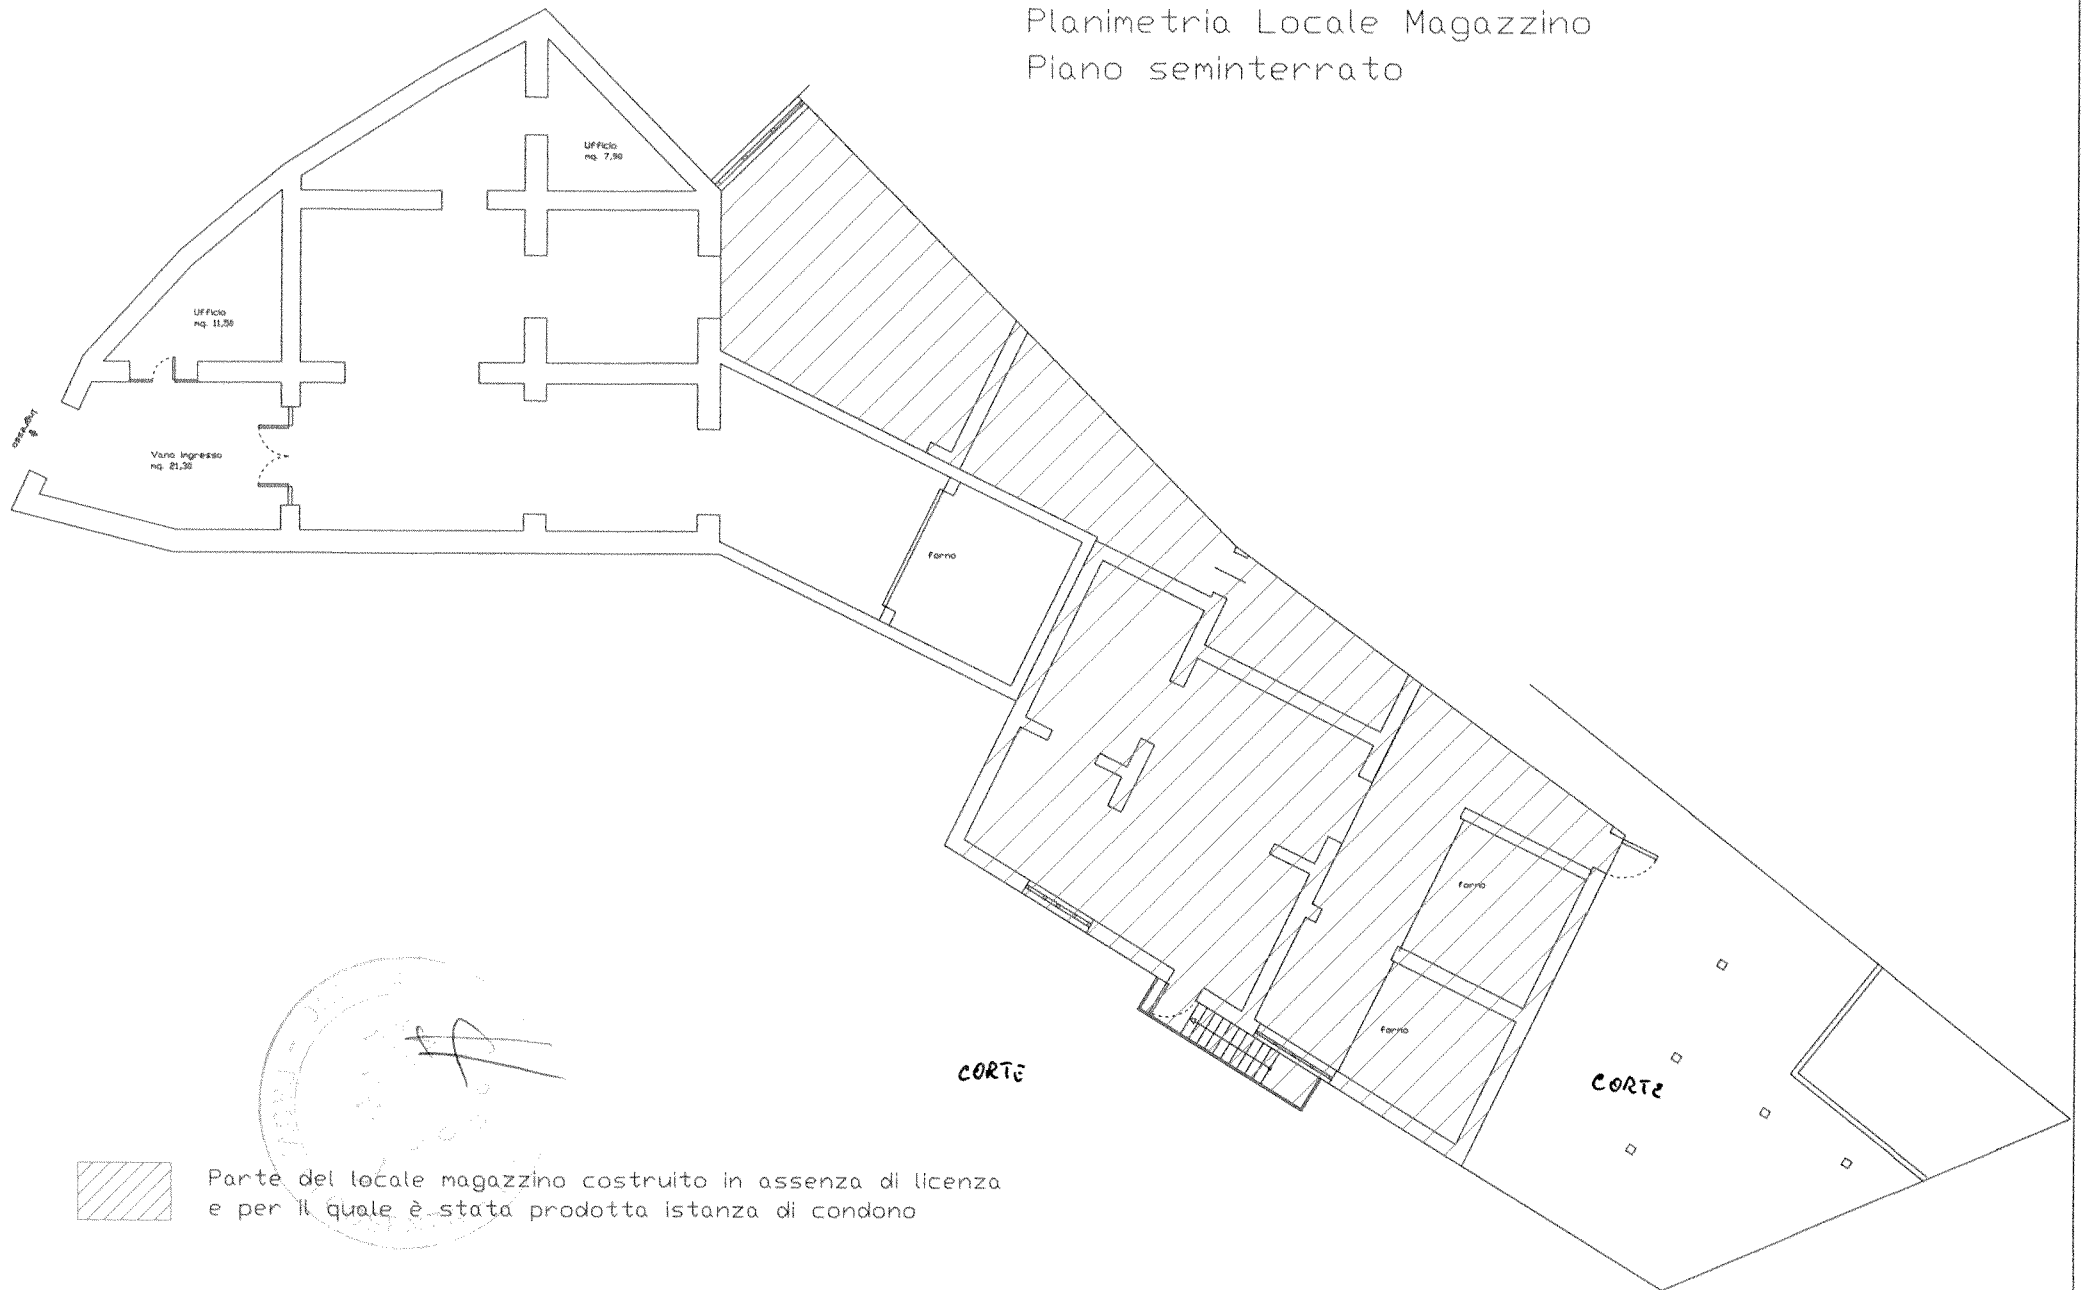 Planimetria Locale Magazzino
Piano seminterrato
Ufficio
mq. 7,90
Ufficio
mq. 11,50
Ingresso
Vano ingresso
mq. 21,30
forno
forno
forno
CORTE
CORTE
Parte del locale magazzino costruito in assenza di licenza
e per il quale è stata prodotta istanza di condono